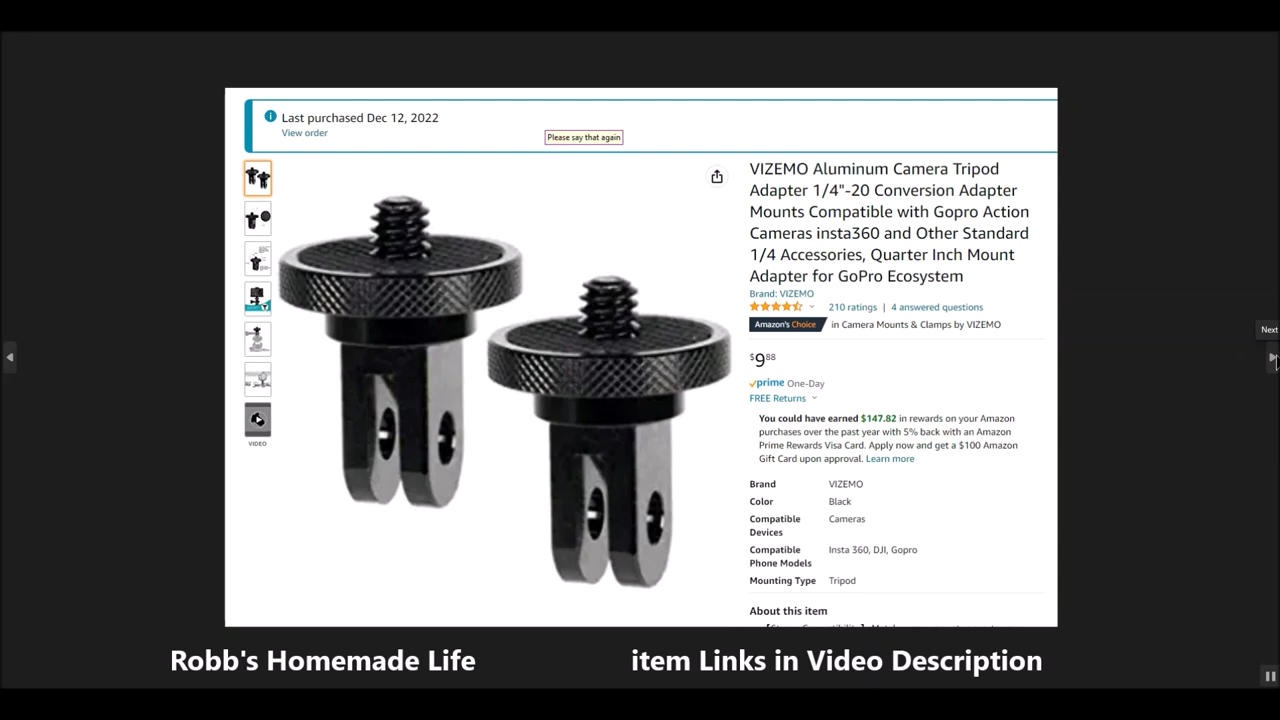 Last purchased Dec 12, 2022
View order
Please say that again
VIZEMO Aluminum Camera Tripod
Adapter 1/4"-20 Conversion Adapter
Mounts Compatible with Gopro Action
Cameras insta360 and Other Standard
1/4 Accessories, Quarter Inch Mount
Adapter for GoPro Ecosystem
Brand: VIZEMO
210 ratings | 4 answered questions
Amazon's Choice in Camera Mounts & Clamps by VIZEMO
$9 88
prime One-Day
FREE Returns
You could have earned $147.82 in rewards on your Amazon
purchases over the past year with 5% back with an Amazon
Prime Rewards Visa Card. Apply now and get a $100 Amazon
Gift Card upon approval. Learn more
Brand VIZEMO
Color Black
Compatible Devices Cameras
Compatible Phone Models Insta 360, DJI, Gopro
Mounting Type Tripod
About this item
VIDEO
Next
Robb's Homemade Life
item Links in Video Description